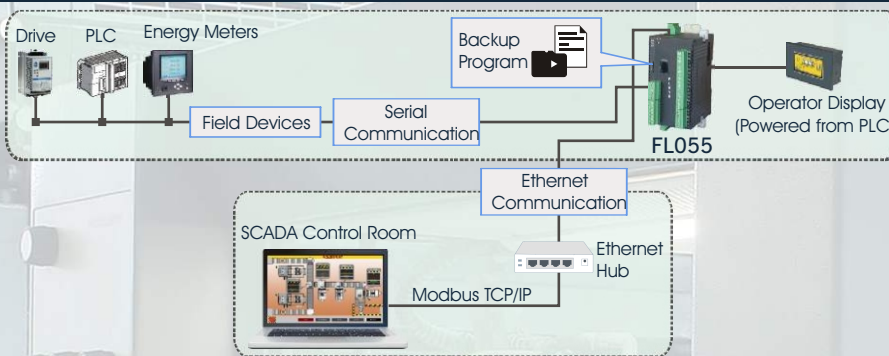 Drive
PLC
Energy Meters
Backup
Program
Operator Display
(Powered from PLC
FL055
Field Devices
Serial
Communication
Ethernet
Communication
SCADA Control Room
Ethernet
Hub
Modbus TCP/IP